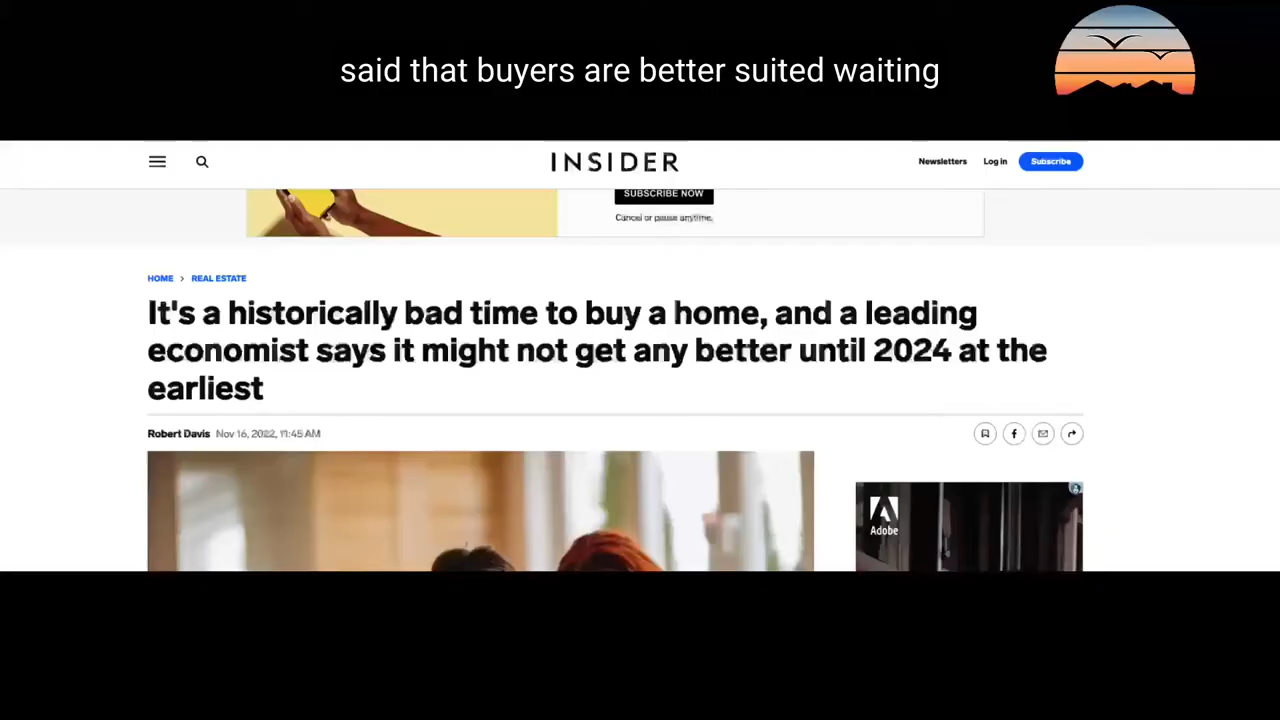 said that buyers are better suited waiting
INSIDER
Newsletters Log in Subscribe
SUBSCRIBE NOW
Cancel or pause anytime.
HOME > REAL ESTATE
It's a historically bad time to buy a home, and a leading
economist says it might not get any better until 2024 at the
earliest
Robert Davis Nov 16, 2022, 11:45 AM
Adobe